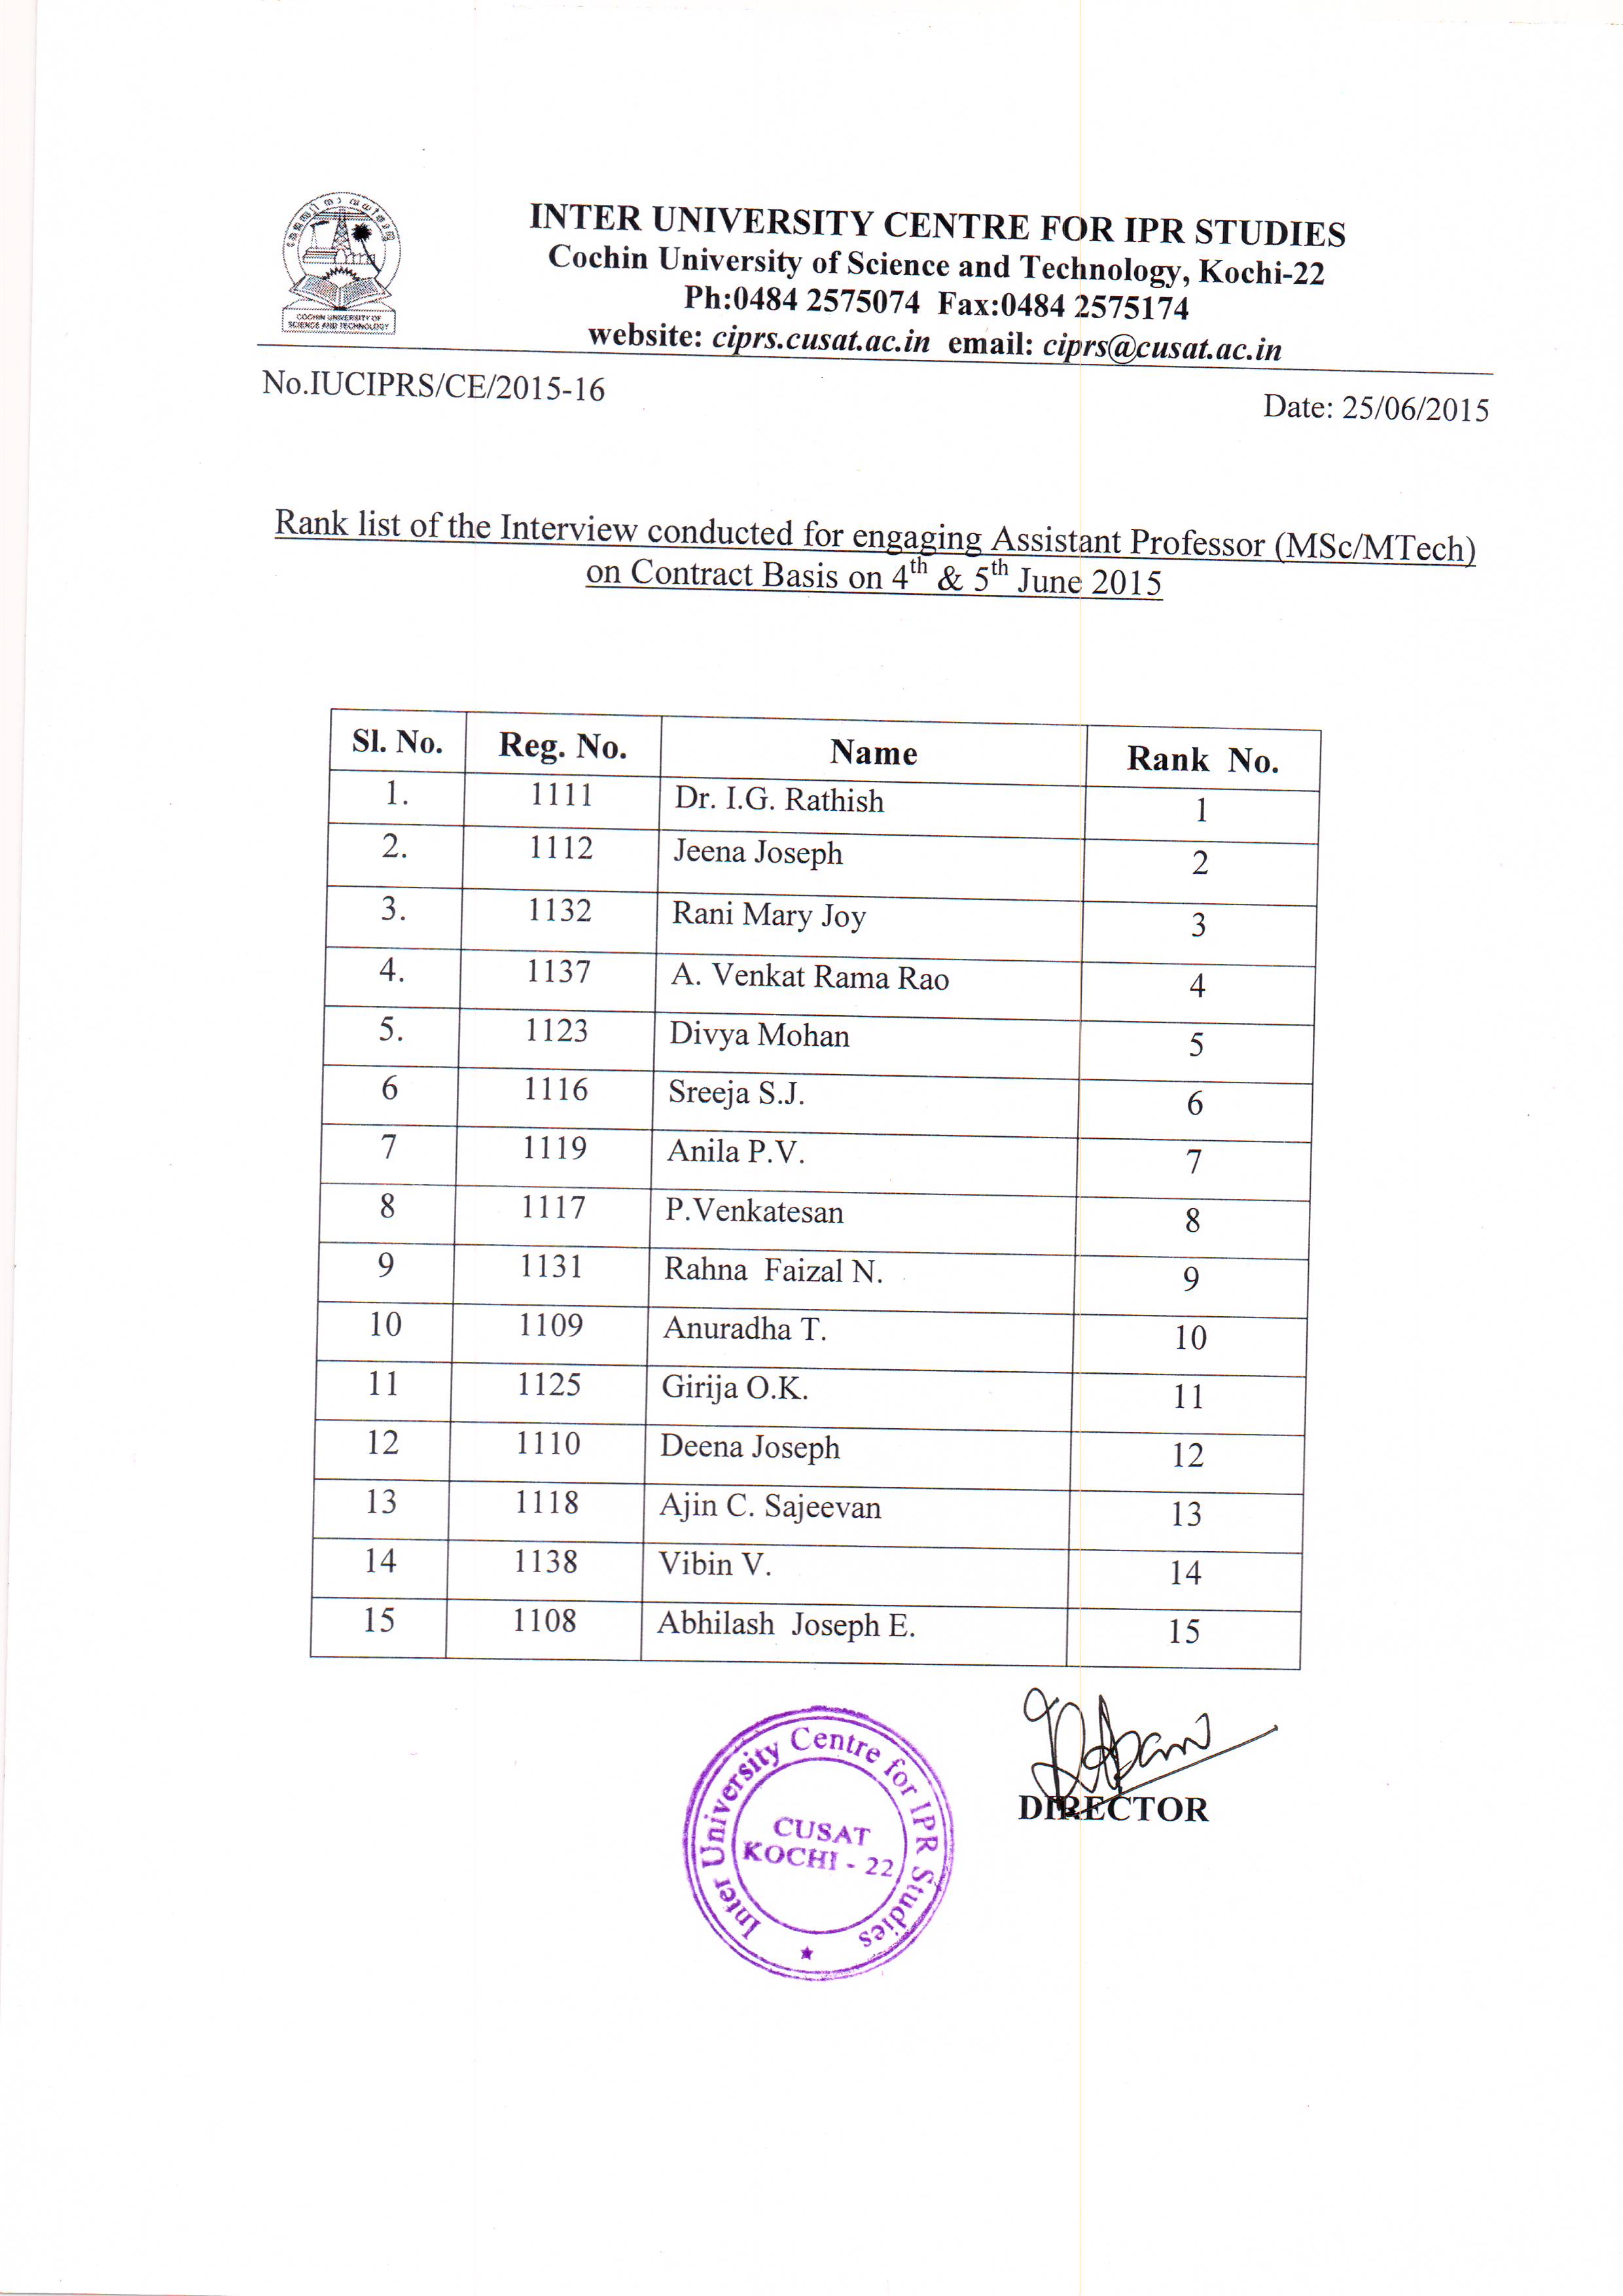 COCHIN UNIVERSITY OF
SCIENCE AND TECHNOLOGY
INTER UNIVERSITY CENTRE FOR IPR STUDIES
Cochin University of Science and Technology, Kochi-22
Ph:0484 2575074 Fax:0484 2575174
website: ciprs.cusat.ac.in email: ciprs@cusat.ac.in
No.IUCIPRS/CE/2015-16
Date: 25/06/2015
Rank list of the Interview conducted for engaging Assistant Professor (MSc/MTech)
on Contract Basis on 4th & 5th June 2015
Sl. No. Reg. No. Name Rank No.
1. 1111 Dr. I.G. Rathish 1
2. 1112 Jeena Joseph 2
3. 1132 Rani Mary Joy 3
4. 1137 A. Venkat Rama Rao 4
5. 1123 Divya Mohan 5
6 1116 Sreeja S.J. 6
7 1119 Anila P.V. 7
8 1117 P.Venkatesan 8
9 1131 Rahna Faizal N. 9
10 1109 Anuradha T. 10
11 1125 Girija O.K. 11
12 1110 Deena Joseph 12
13 1118 Ajin C. Sajeevan 13
14 1138 Vibin V. 14
15 1108 Abhilash Joseph E. 15
DIRECTOR
Inter University Centre for IPR Studies
CUSAT
KOCHI - 22